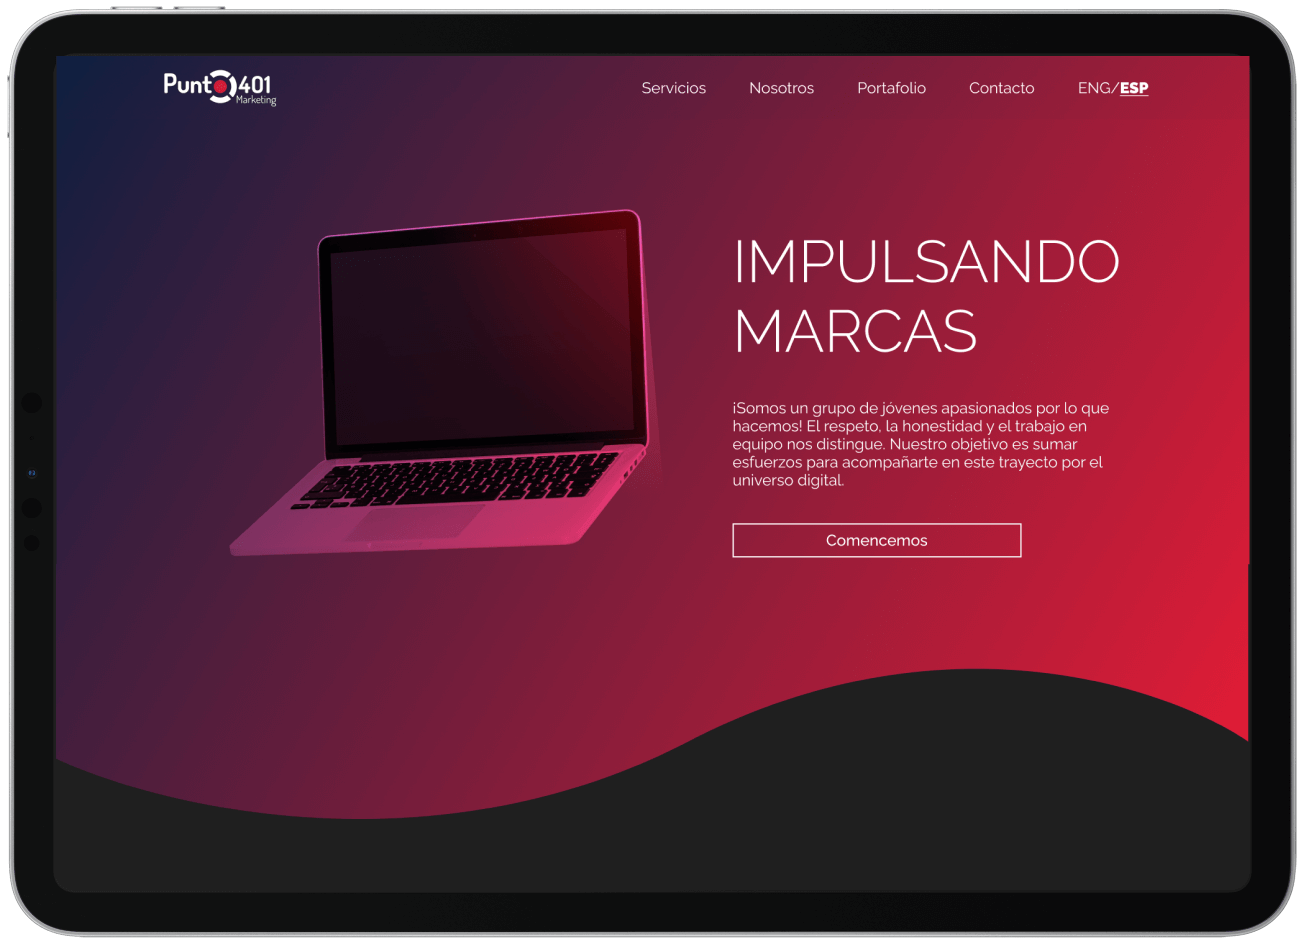 Punto401
Marketing
Servicios
Nosotros
Portafolio
Contacto
ENG/ESP
IMPULSANDO
MARCAS
¡Somos un grupo de jóvenes apasionados por lo que
hacemos! El respeto, la honestidad y el trabajo en
equipo nos distingue. Nuestro objetivo es sumar
esfuerzos para acompañarte en este trayecto por el
universo digital.
Comencemos